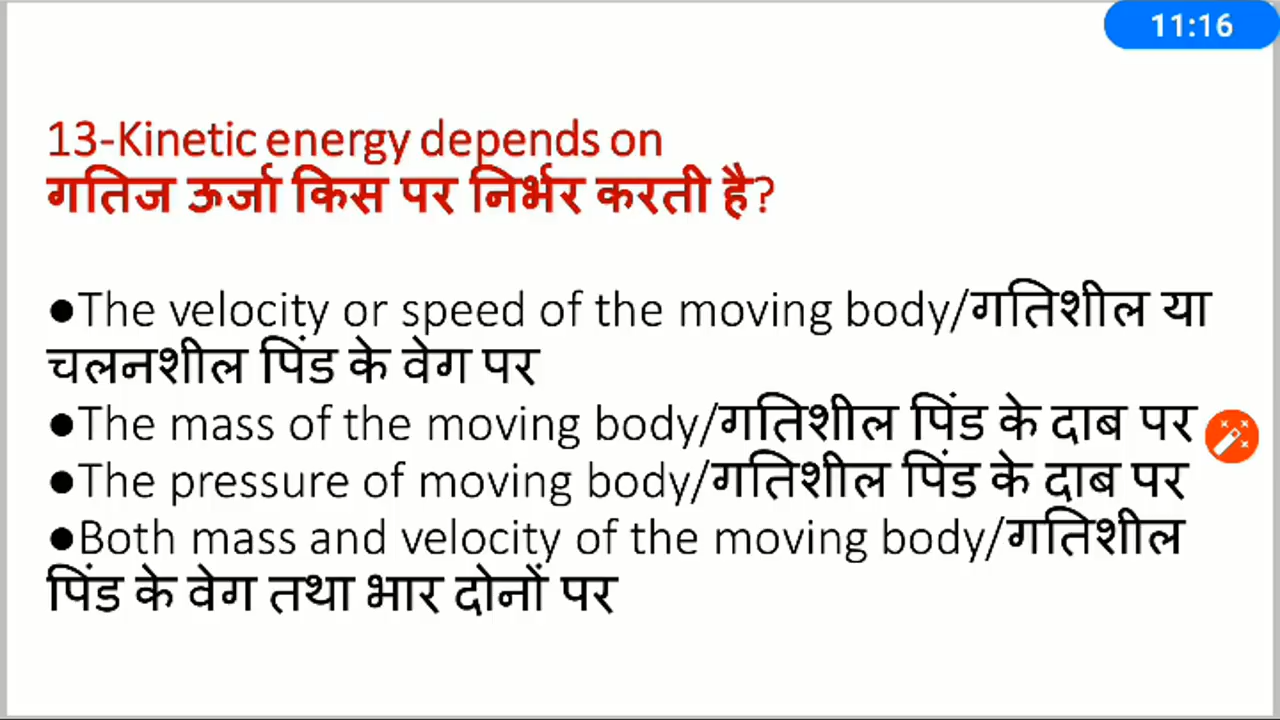 11:16
13-Kinetic energy depends on
गतिज ऊर्जा किस पर निर्भर करती है?
●The velocity or speed of the moving body/गतिशील या
चलनशील पिंड के वेग पर
●The mass of the moving body/गतिशील पिंड के दाब पर
●The pressure of moving body/गतिशील पिंड के दाब पर
●Both mass and velocity of the moving body/गतिशील
पिंड के वेग तथा भार दोनों पर